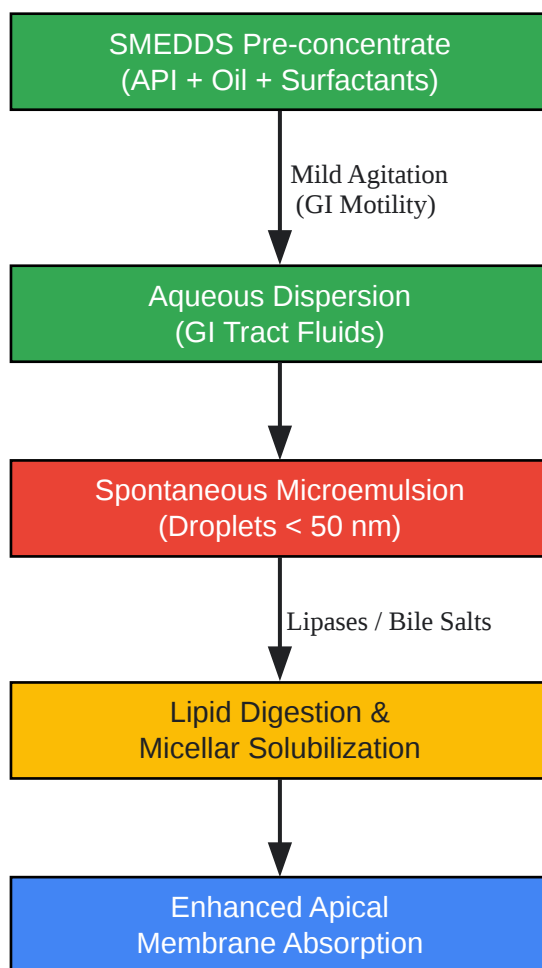 SMEDDS Pre-concentrate
(API + Oil + Surfactants)
Mild Agitation
(GI Motility)
Aqueous Dispersion
(GI Tract Fluids)
Spontaneous Microemulsion
(Droplets < 50 nm)
Lipases / Bile Salts
Lipid Digestion &
Micellar Solubilization
Enhanced Apical
Membrane Absorption